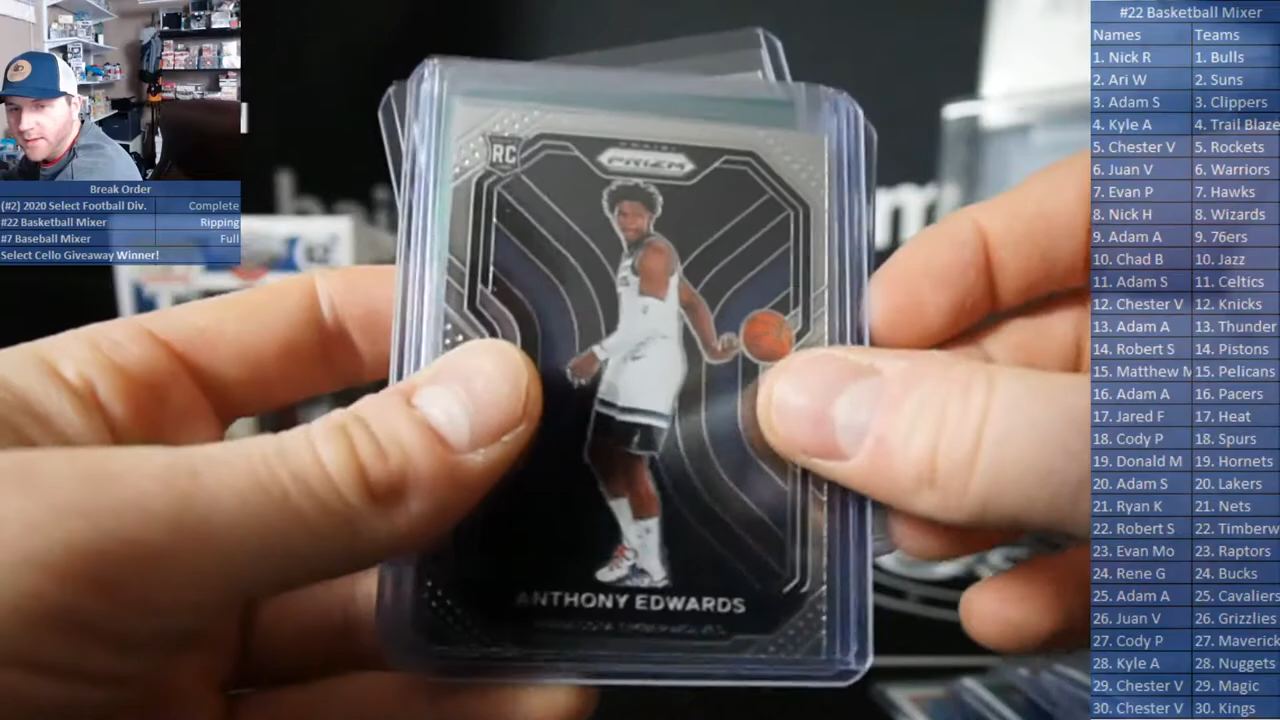 #22 Basketball Mixer
Names Teams
1. Nick R 1. Bulls
2. Ari W 2. Suns
3. Adam S 3. Clippers
4. Kyle A 4. Trail Blaze
5. Chester V 5. Rockets
6. Juan V 6. Warriors
7. Evan P 7. Hawks
8. Nick H 8. Wizards
9. Adam A 9. 76ers
10. Chad B 10. Jazz
11. Adam S 11. Celtics
12. Chester V 12. Knicks
13. Adam A 13. Thunder
14. Robert S 14. Pistons
15. Matthew M 15. Pelicans
16. Adam A 16. Pacers
17. Jared F 17. Heat
18. Cody P 18. Spurs
19. Donald M 19. Hornets
20. Adam S 20. Lakers
21. Ryan K 21. Nets
22. Robert S 22. Timberw
23. Evan Mo 23. Raptors
24. Rene G 24. Bucks
25. Adam A 25. Cavaliers
26. Juan V 26. Grizzlies
27. Cody P 27. Maverick
28. Kyle A 28. Nuggets
29. Chester V 29. Magic
30. Chester V 30. Kings
Break Order
(#2) 2020 Select Football Div. Complete
#22 Basketball Mixer Ripping
#7 Baseball Mixer Full
Select Cello Giveaway Winner!
RC
PANINI
PRIZM
ANTHONY EDWARDS